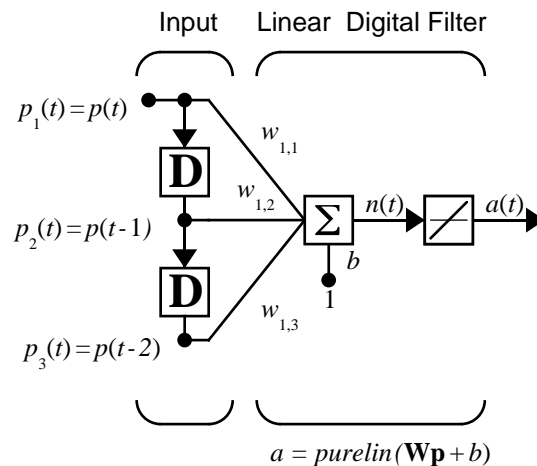 Input Linear Digital Filter
p₁(t) = p(t)
w₁,₁
D
w₁,₂
p₂(t) = p(t-1)
Σ n(t) a(t)
b
D
1
w₁,₃
p₃(t) = p(t-2)
a = purelin(Wp + b)